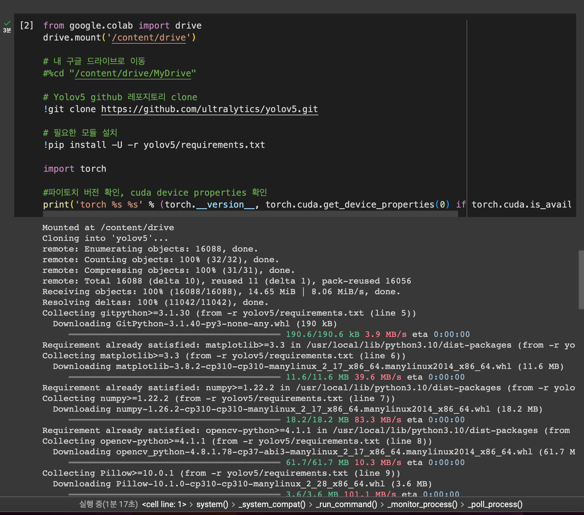 [2] from google.colab import drive
3분 drive.mount('/content/drive')
# 내 구글 드라이브로 이동
#%cd "/content/drive/MyDrive"
# Yolov5 github 레포지토리 clone
!git clone https://github.com/ultralytics/yolov5.git
# 필요한 모듈 설치
!pip install -U -r yolov5/requirements.txt
import torch
#파이토치 버전 확인, cuda device properties 확인
print('torch %s %s' % (torch.__version__, torch.cuda.get_device_properties(0) if torch.cuda.is_avail
Mounted at /content/drive
Cloning into 'yolov5'...
remote: Enumerating objects: 16088, done.
remote: Counting objects: 100% (32/32), done.
remote: Compressing objects: 100% (31/31), done.
remote: Total 16088 (delta 10), reused 11 (delta 1), pack-reused 16056
Receiving objects: 100% (16088/16088), 14.65 MiB | 8.06 MiB/s, done.
Resolving deltas: 100% (11042/11042), done.
Collecting gitpython>=3.1.30 (from -r yolov5/requirements.txt (line 5))
Downloading GitPython-3.1.40-py3-none-any.whl (190 kB)
190.6/190.6 kB 3.9 MB/s eta 0:00:00
Requirement already satisfied: matplotlib>=3.3 in /usr/local/lib/python3.10/dist-packages (from -r yo
Collecting matplotlib>=3.3 (from -r yolov5/requirements.txt (line 6))
Downloading matplotlib-3.8.2-cp310-cp310-manylinux_2_17_x86_64.manylinux2014_x86_64.whl (11.6 MB)
11.6/11.6 MB 39.6 MB/s eta 0:00:00
Requirement already satisfied: numpy>=1.22.2 in /usr/local/lib/python3.10/dist-packages (from -r yolo
Collecting numpy>=1.22.2 (from -r yolov5/requirements.txt (line 7))
Downloading numpy-1.26.2-cp310-cp310-manylinux_2_17_x86_64.manylinux2014_x86_64.whl (18.2 MB)
18.2/18.2 MB 83.3 MB/s eta 0:00:00
Requirement already satisfied: opencv-python>=4.1.1 in /usr/local/lib/python3.10/dist-packages (from
Collecting opencv-python>=4.1.1 (from -r yolov5/requirements.txt (line 8))
Downloading opencv_python-4.8.1.78-cp37-abi3-manylinux_2_17_x86_64.manylinux2014_x86_64.whl (61.7 M
61.7/61.7 MB 10.3 MB/s eta 0:00:00
Collecting Pillow>=10.0.1 (from -r yolov5/requirements.txt (line 9))
Downloading Pillow-10.1.0-cp310-cp310-manylinux_2_28_x86_64.whl (3.6 MB)
3.6/3.6 MB 101.1 MB/s eta 0:00:00
실행 중(1분 17초) <cell line: 1> > system() > _system_compat() > _run_command() > _monitor_process() > _poll_process()